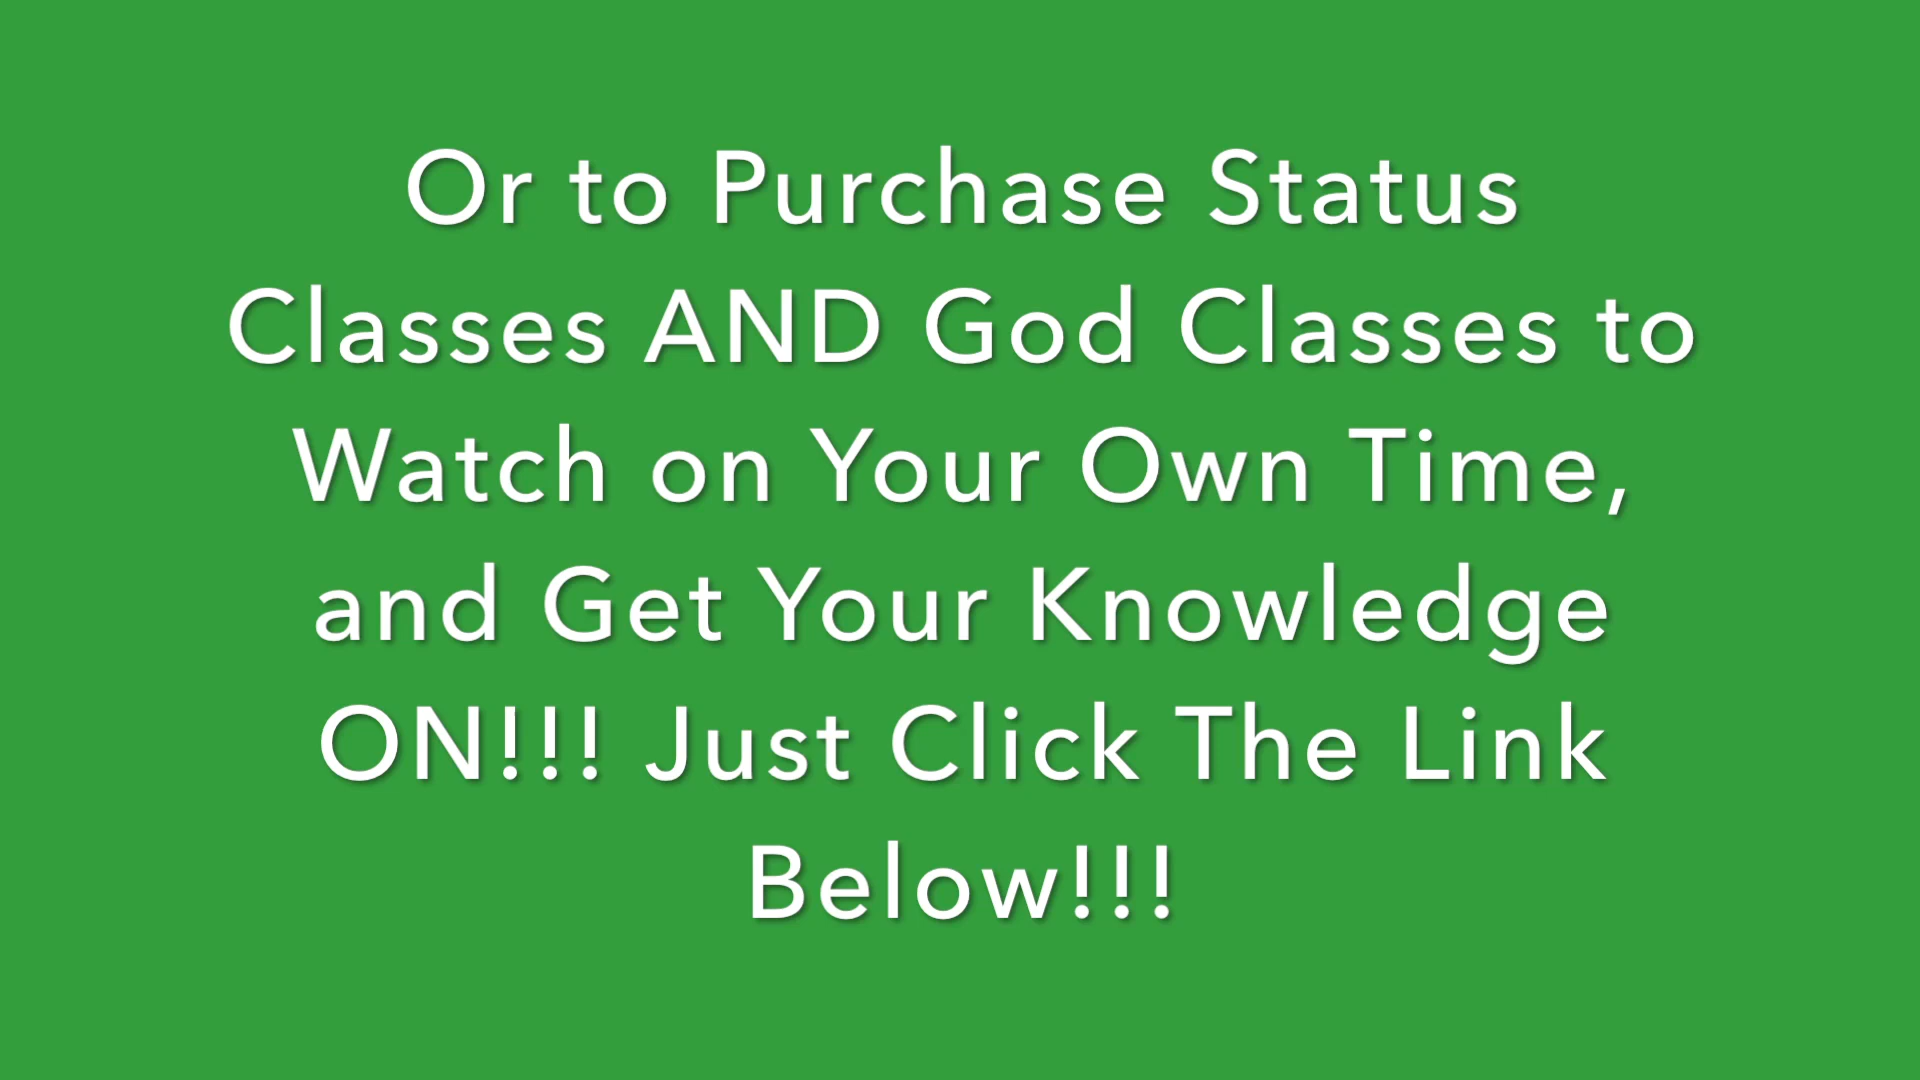 Or to Purchase Status
Classes AND God Classes to
Watch on Your Own Time,
and Get Your Knowledge
ON!!! Just Click The Link
Below!!!